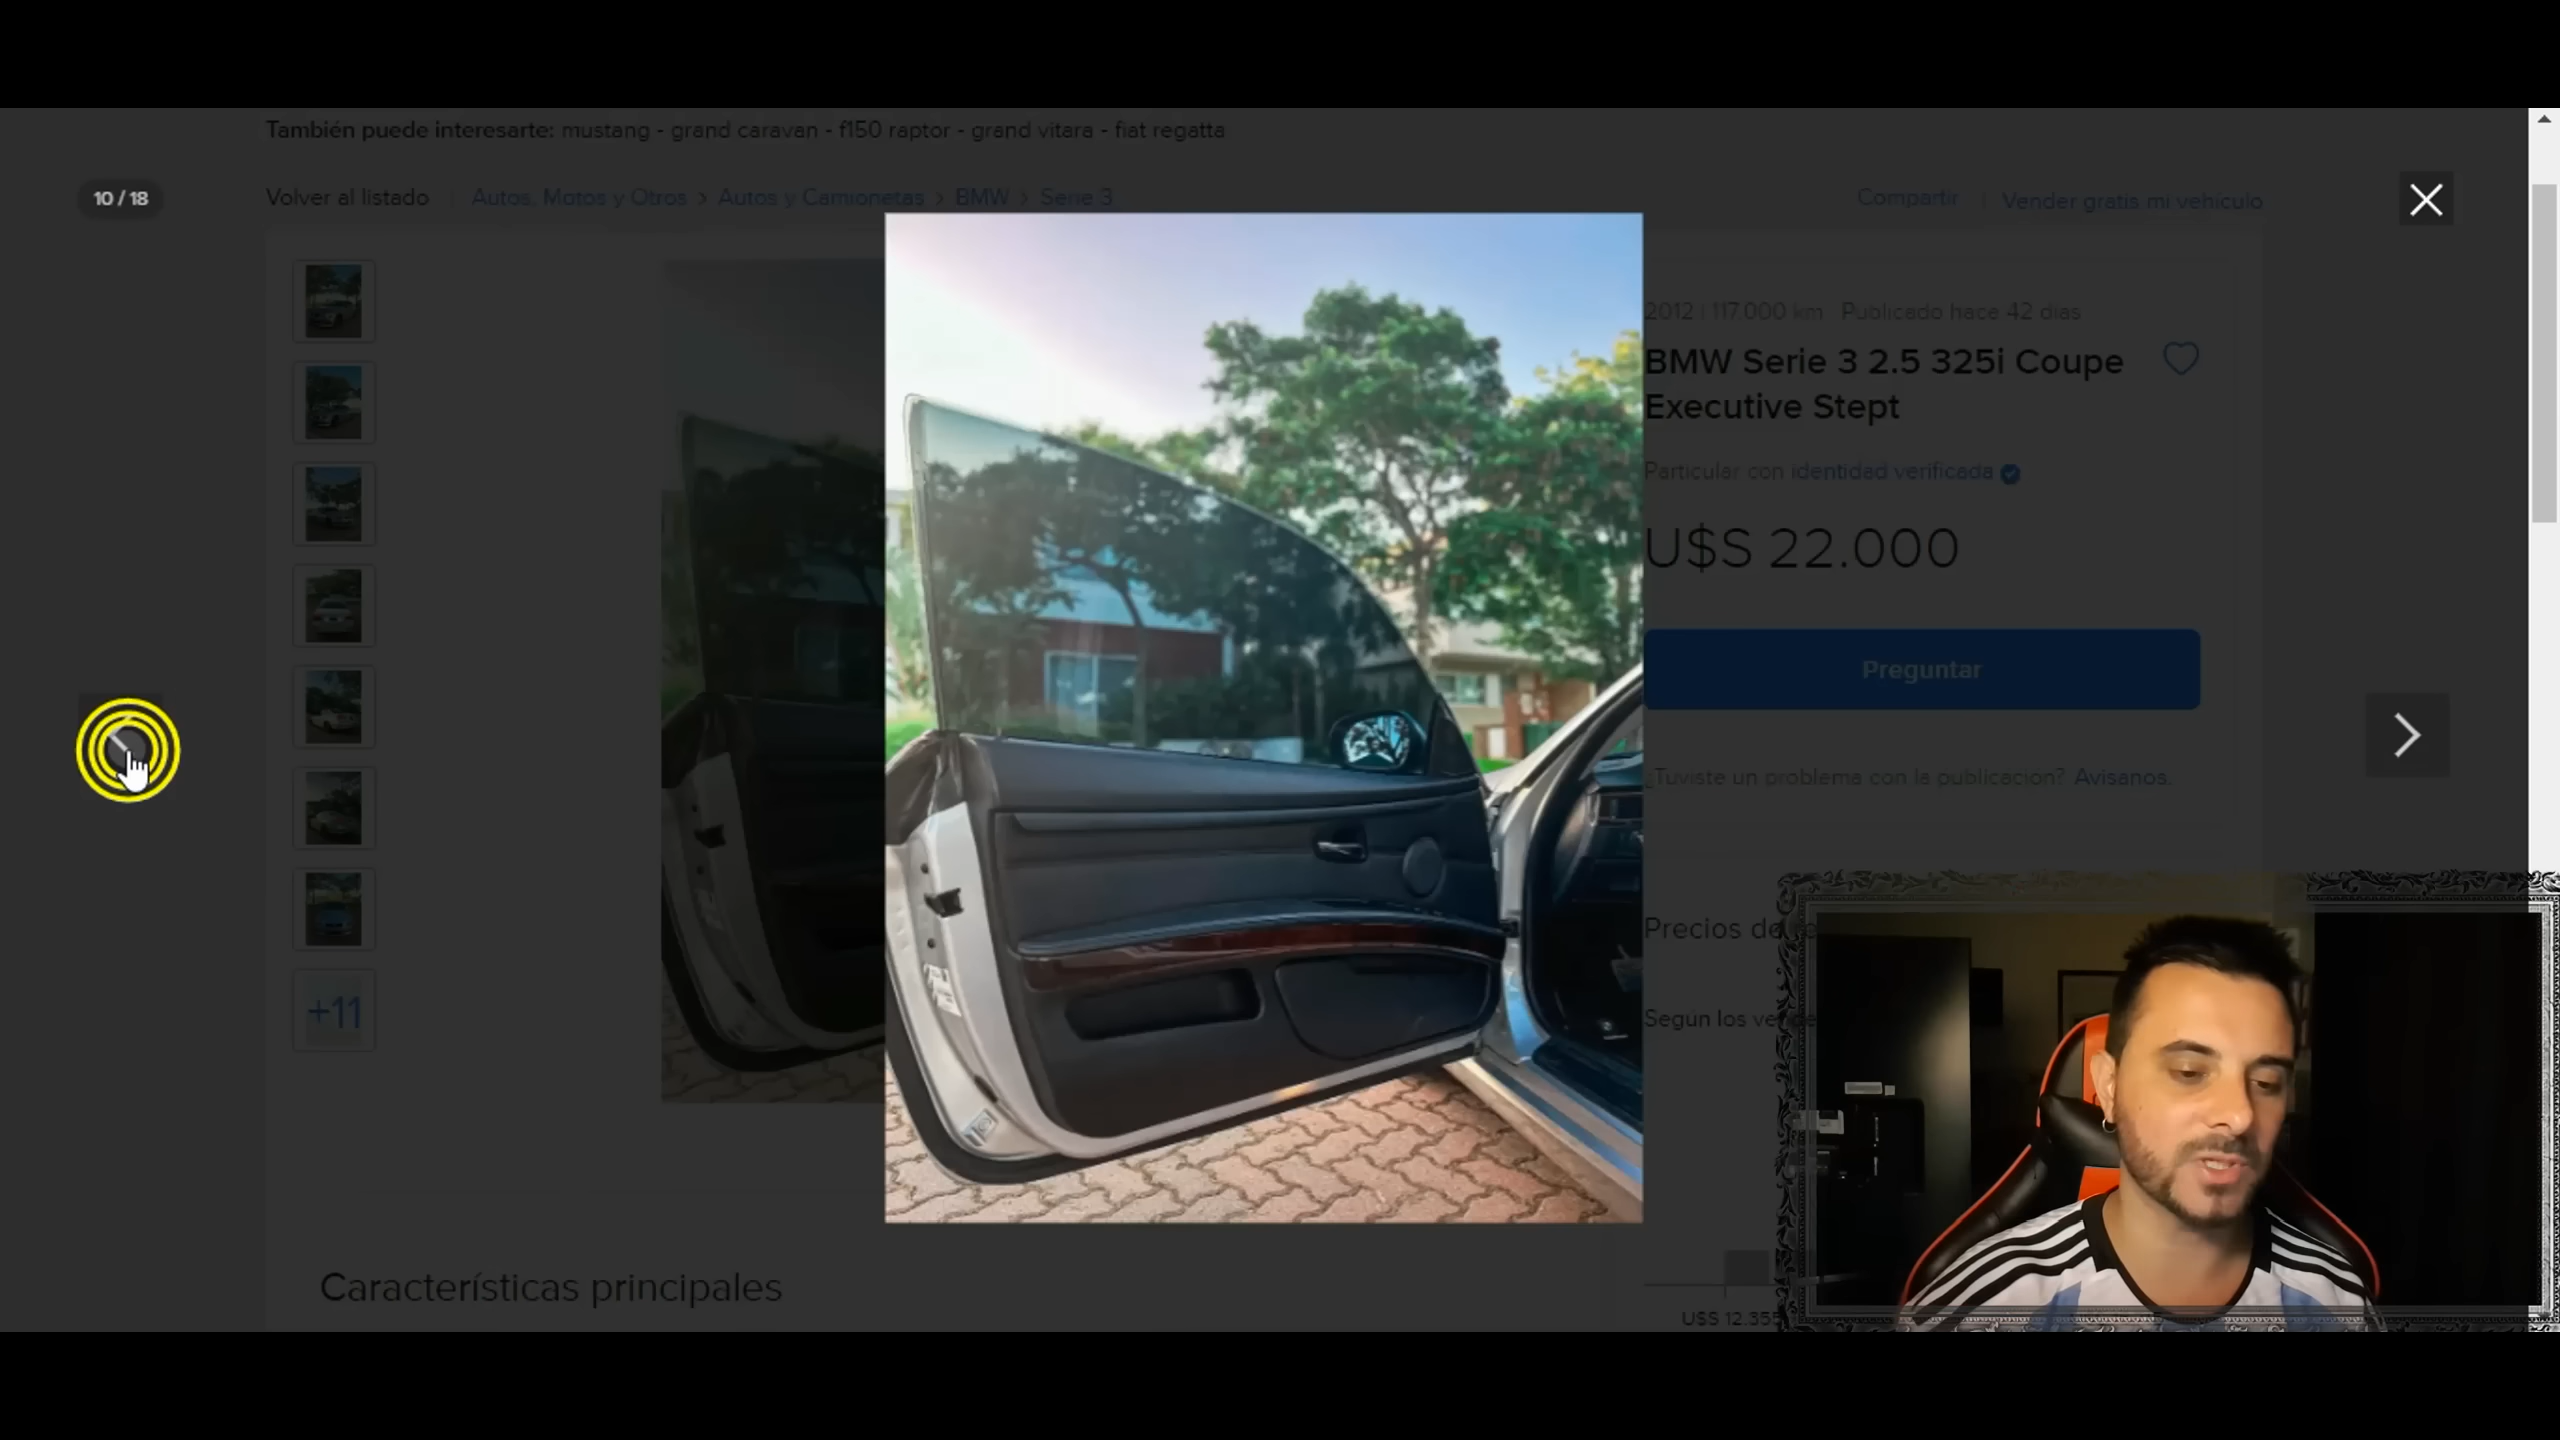 También puede interesarte: mustang - grand caravan - f150 raptor - grand vitara - fiat regatta
10 / 18
Volver al listado | Autos, Motos y Otros > Autos y Camionetas > BMW > Serie 3
Compartir | Vender gratis mi vehículo
2012 | 117.000 km · Publicado hace 42 días
BMW Serie 3 2.5 325i Coupe
Executive Stept
Particular con identidad verificada
U$S 22.000
Preguntar
¿Tuviste un problema con la publicación? Avisanos.
Precios de
Según los
+11
Características principales
U$S 12.355